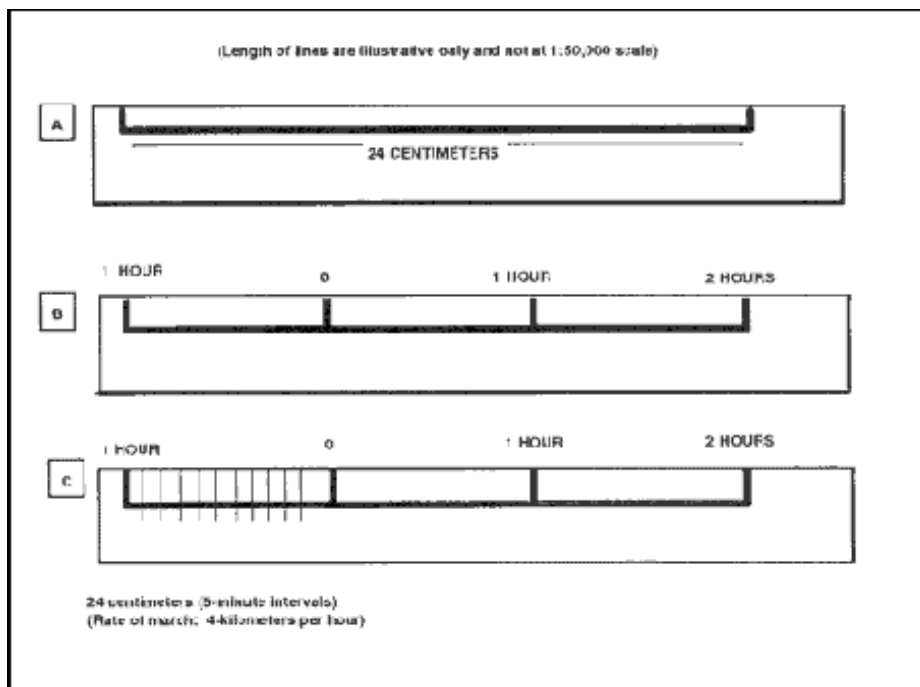 (Length of lines are illustrative only and not at 1:50,000 scale)
A
24 CENTIMETERS
1 HOUR 0 1 HOUR 2 HOURS
B
1 HOUR 0 1 HOUR 2 HOURS
C
24 centimeters (5-minute intervals)
(Rate of march: 4-kilometers per hour)